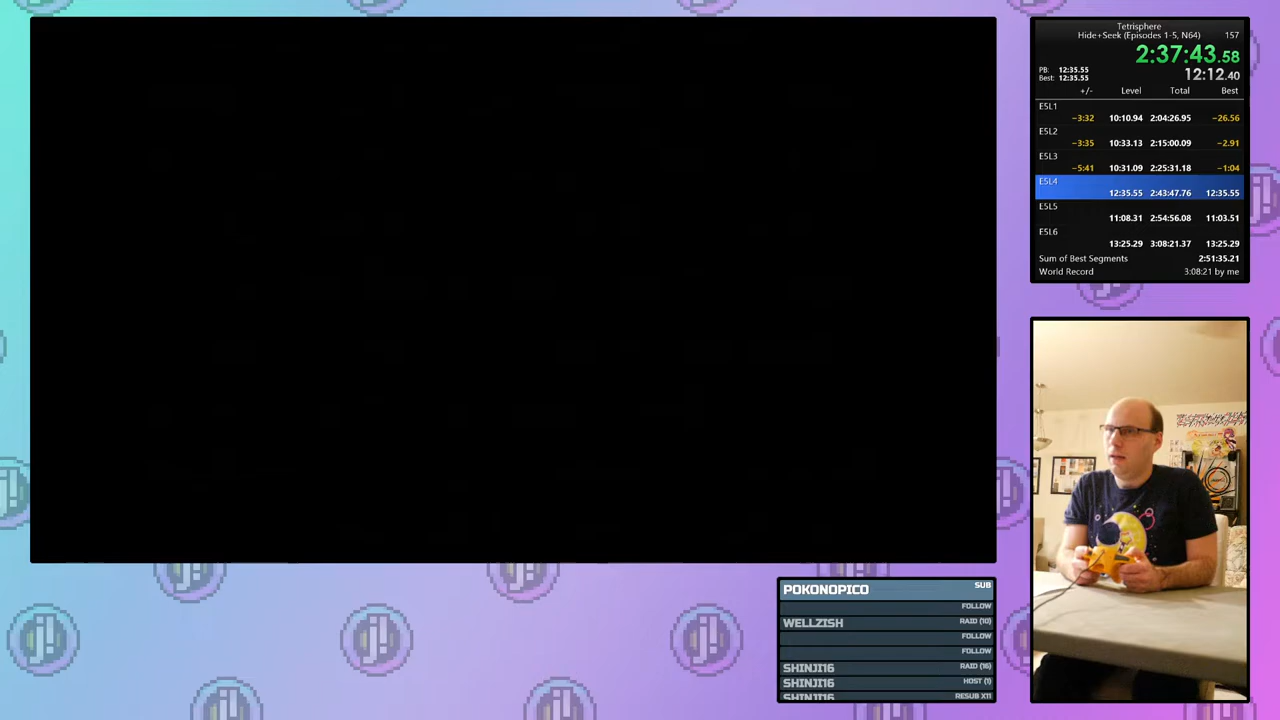 Tetrisphere
Hide+Seek (Episodes 1-5, N64) 157
2:37:43.58
PB: 12:35.55
Best: 12:35.55
12:12.40
+/- Level Total Best
E5L1
−3:32 10:10.94 2:04:26.95 −26.56
E5L2
−3:35 10:33.13 2:15:00.09 −2.91
E5L3
−5:41 10:31.09 2:25:31.18 −1:04
E5L4
12:35.55 2:43:47.76 12:35.55
E5L5
11:08.31 2:54:56.08 11:03.51
E5L6
13:25.29 3:08:21.37 13:25.29
Sum of Best Segments 2:51:35.21
World Record 3:08:21 by me
POKONOPICO SUB
FOLLOW
WELLZISH RAID (10)
FOLLOW
FOLLOW
SHINJI16 RAID (15)
SHINJI16 HOST (1)
SHINJI16 RESUB X11